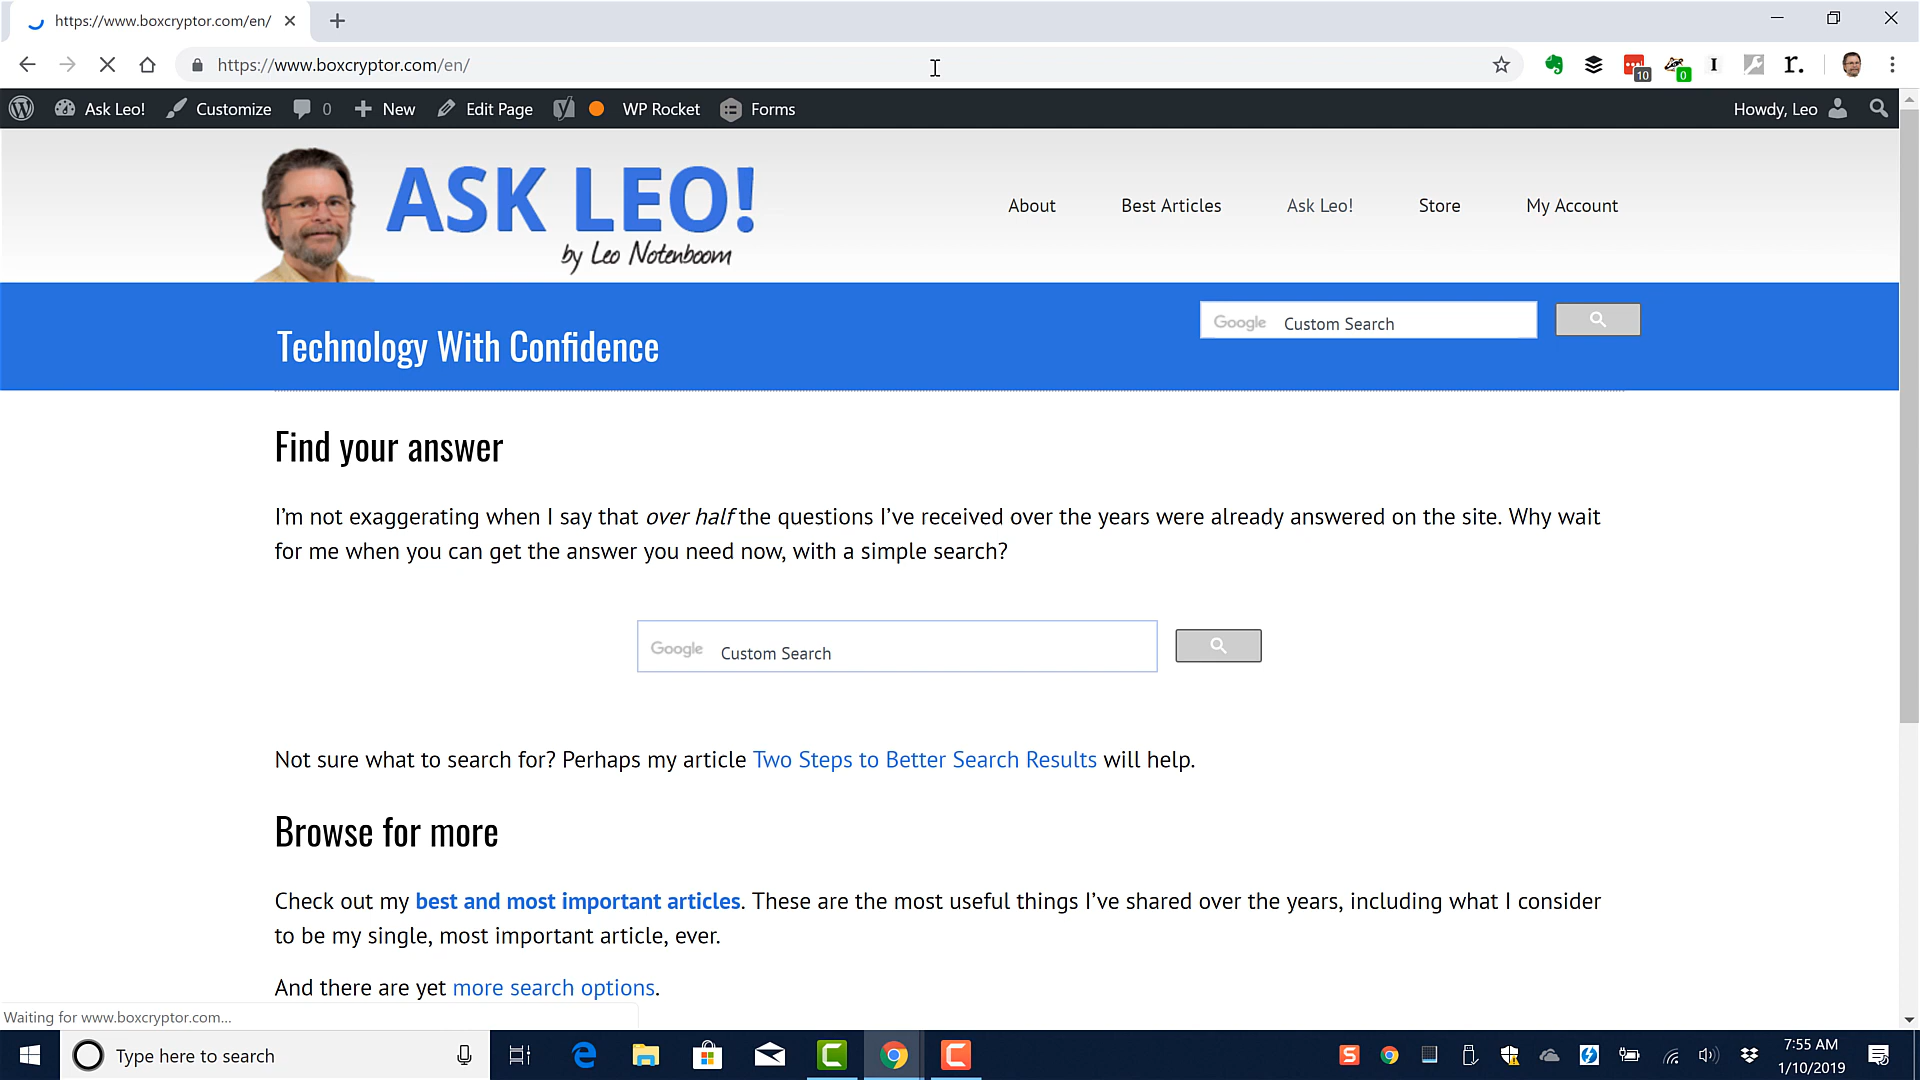 https://www.boxcryptor.com/en/
https://www.boxcryptor.com/en/
10
0
I
r.
Ask Leo!
Customize
0
New
Edit Page
WP Rocket
Forms
Howdy, Leo
ASK LEO!
by Leo Notenboom
About
Best Articles
Ask Leo!
Store
My Account
Technology With Confidence
Google Custom Search
Find your answer
I'm not exaggerating when I say that over half the questions I've received over the years were already answered on the site. Why wait
for me when you can get the answer you need now, with a simple search?
Google Custom Search
Not sure what to search for? Perhaps my article Two Steps to Better Search Results will help.
Browse for more
Check out my best and most important articles. These are the most useful things I've shared over the years, including what I consider
to be my single, most important article, ever.
And there are yet more search options.
Waiting for www.boxcryptor.com...
Type here to search
7:55 AM
1/10/2019